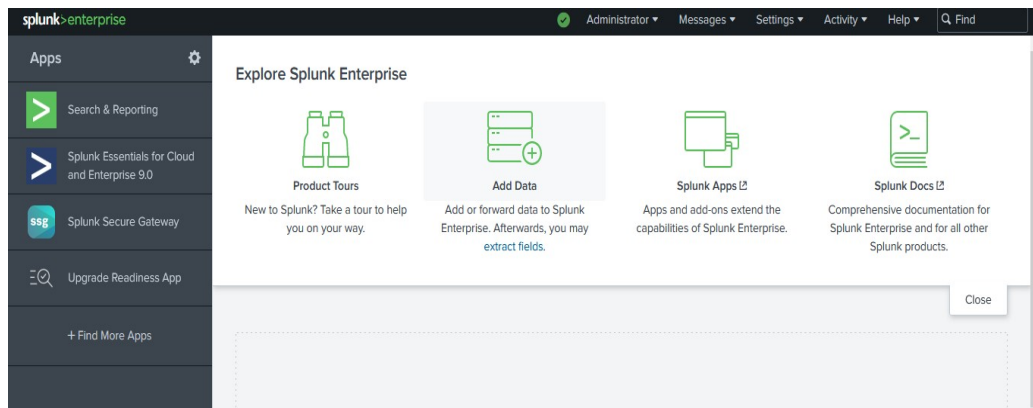 splunk>enterprise
Administrator ▾ Messages ▾ Settings ▾ Activity ▾ Help ▾ Find
Apps
Search & Reporting
Splunk Essentials for Cloud
and Enterprise 9.0
ssg Splunk Secure Gateway
Upgrade Readiness App
+ Find More Apps
Explore Splunk Enterprise
Product Tours
New to Splunk? Take a tour to help
you on your way.
Add Data
Add or forward data to Splunk
Enterprise. Afterwards, you may
extract fields.
Splunk Apps
Apps and add-ons extend the
capabilities of Splunk Enterprise.
Splunk Docs
Comprehensive documentation for
Splunk Enterprise and for all other
Splunk products.
Close